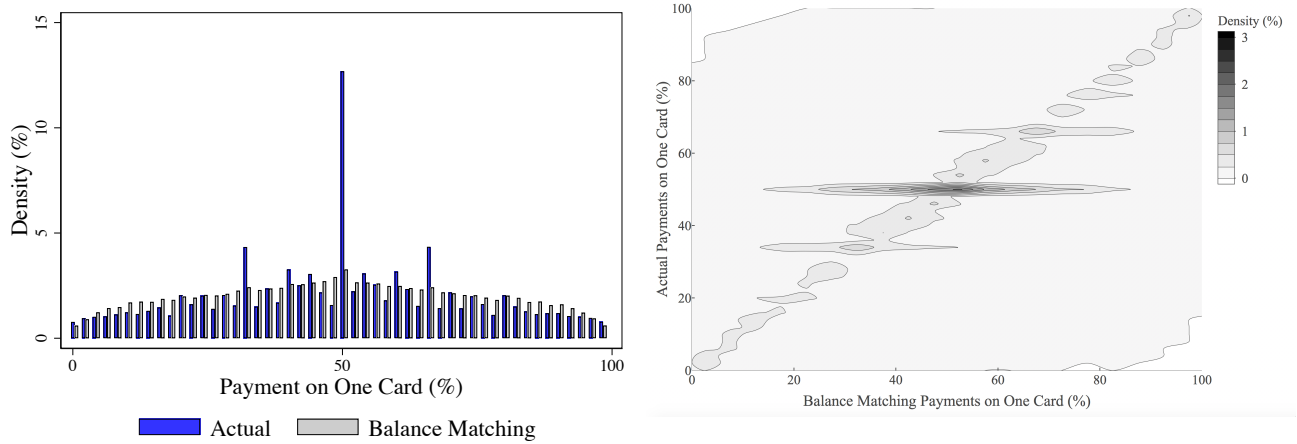 15
10
5
0
Density (%)
0 50 100
Payment on One Card (%)
Actual Balance Matching
100
80
60
40
20
0
Actual Payments on One Card (%)
0 20 40 60 80 100
Balance Matching Payments on One Card (%)
Density (%)
3
2
1
0